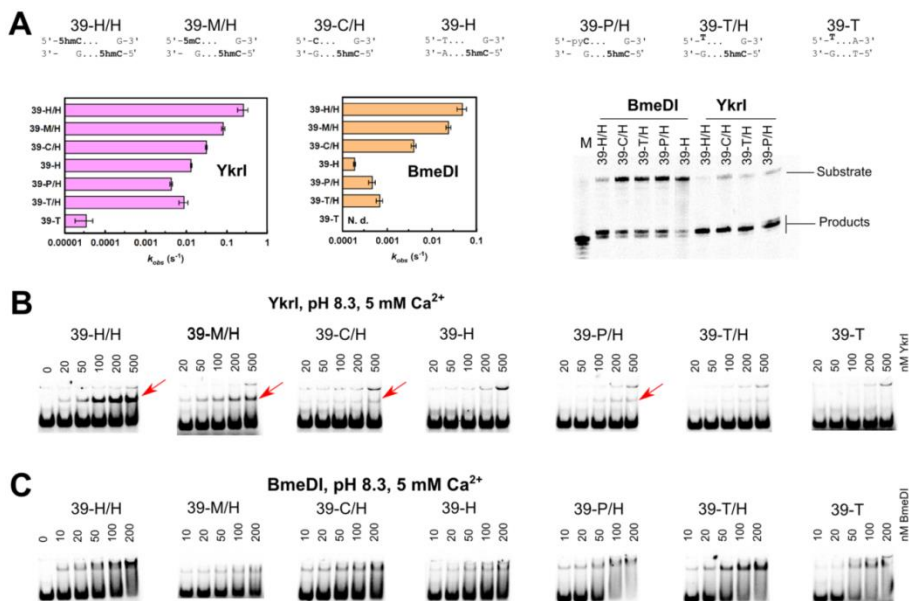 A
39-H/H 39-M/H 39-C/H 39-H 39-P/H 39-T/H 39-T
5'-5hmC... G-3' 5'-5mC... G-3' 5'-C... G-3' 5'-T... G-3' 5'-pyC... G-3' 5'-T... G-3' 5'-T...A-3'
3'- G...5hmC-5' 3'- G...5hmC-5' 3'- G...5hmC-5' 3'- A...5hmC-5' 3'- G...5hmC-5' 3'-G...5hmC-5' 3'-G...T-5'
39-H/H
39-M/H
39-C/H
39-H
39-P/H
39-T/H
39-T
YkrI
0.00001 0.0001 0.001 0.01 0.1 1
kobs (s-1)
39-H/H
39-M/H
39-C/H
39-H
39-P/H
39-T/H
39-T
BmeDI
N. d.
0.0001 0.001 0.01 0.1
kobs (s-1)
BmeDI YkrI
M 39-H/H 39-C/H 39-T/H 39-P/H 39-H 39-H/H 39-C/H 39-T/H 39-P/H
Substrate
Products
B
YkrI, pH 8.3, 5 mM Ca2+
39-H/H 39-M/H 39-C/H 39-H 39-P/H 39-T/H 39-T
0 20 50 100 200 500 20 50 100 200 500 20 50 100 200 500 20 50 100 200 500 20 50 100 200 500 20 50 100 200 500 20 50 100 200 500 nM YkrI
C
BmeDI, pH 8.3, 5 mM Ca2+
39-H/H 39-M/H 39-C/H 39-H 39-P/H 39-T/H 39-T
0 10 20 50 100 200 10 20 50 100 200 10 20 50 100 200 10 20 50 100 200 10 20 50 100 200 10 20 50 100 200 10 20 50 100 200 nM BmeDI